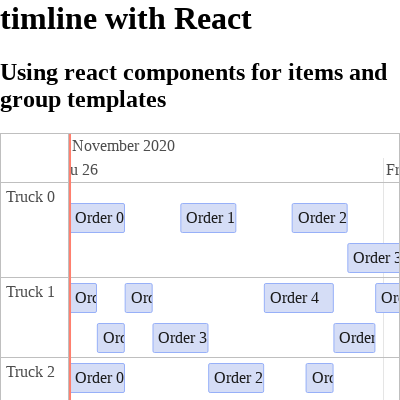 timline with React
Using react components for items and
group templates
November 2020
u 26
Fr
Truck 0
Order 0
Order 1
Order 2
Order 3
Truck 1
Orc
Orc
Order 4
Or
Orc
Order 3
Order
Truck 2
Order 0
Order 2
Orc